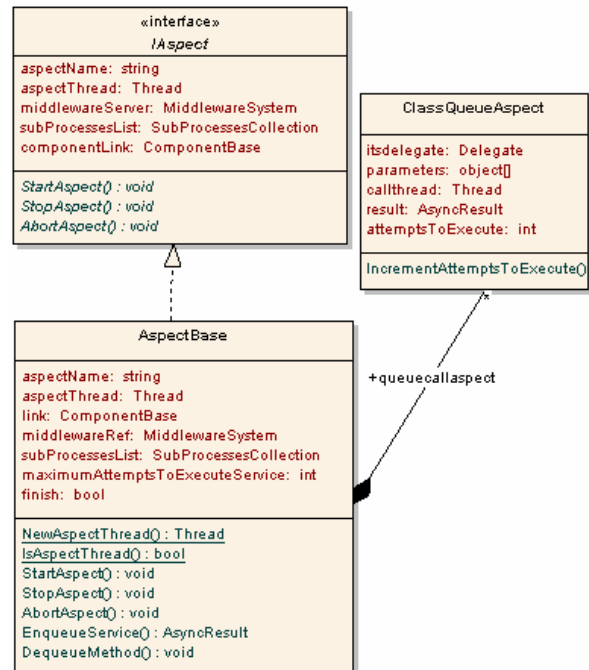 «interface»
IAspect
aspectName: string
aspectThread: Thread
middlewareServer: MiddlewareSystem
subProcessesList: SubProcessesCollection
componentLink: ComponentBase
StartAspect() : void
StopAspect() : void
AbortAspect() : void
ClassQueueAspect
itsdelegate: Delegate
parameters: object[]
callthread: Thread
result: AsyncResult
attemptsToExecute: int
IncrementAttemptsToExecute()
*
+queuecallaspect
AspectBase
aspectName: string
aspectThread: Thread
link: ComponentBase
middlewareRef: MiddlewareSystem
subProcessesList: SubProcessesCollection
maximumAttemptsToExecuteService: int
finish: bool
NewAspectThread() : Thread
IsAspectThread() : bool
StartAspect() : void
StopAspect() : void
AbortAspect() : void
EnqueueService() : AsyncResult
DequeueMethod() : void